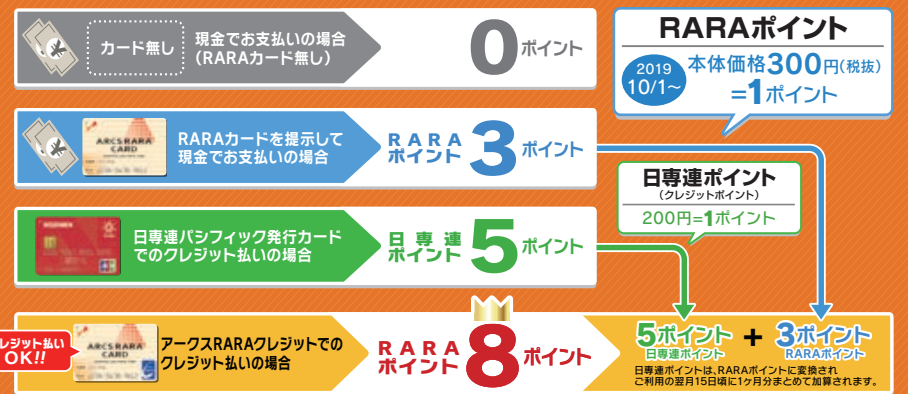 カード無し
現金でお支払いの場合
(RARAカード無し)
0ポイント
RARAポイント
2019
10/1~
本体価格300円(税抜)
=1ポイント
ARCS RARA
CARD
RARAカードを提示して
現金でお支払いの場合
RARA
ポイント
3ポイント
日専連ポイント
(クレジットポイント)
200円=1ポイント
日専連パシフィック発行カード
でのクレジット払いの場合
日専連
ポイント
5ポイント
レジット払い
OK!!
ARCS RARA
CARD
アークスRARAクレジットでの
クレジット払いの場合
RARA
ポイント
8ポイント
5ポイント
日専連ポイント
+
3ポイント
RARAポイント
日専連ポイントは、RARAポイントに変換され
ご利用の翌月15日頃に1ヶ月分まとめて加算されます。